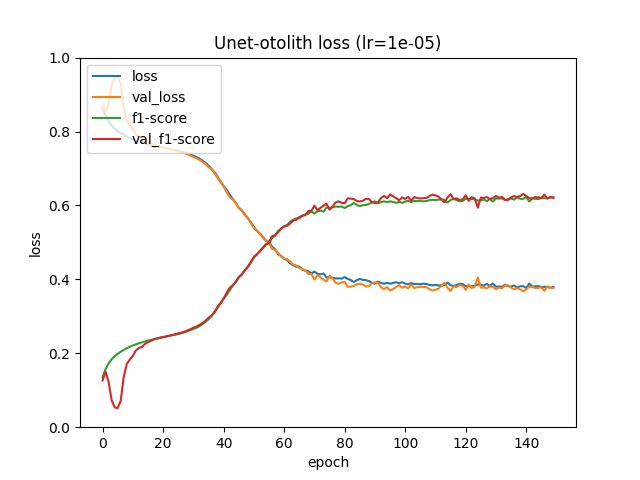 Unet-otolith loss (lr=1e-05)
1.0
0.8
0.6
0.4
0.2
0.0
loss
loss
val_loss
f1-score
val_f1-score
0 20 40 60 80 100 120 140
epoch